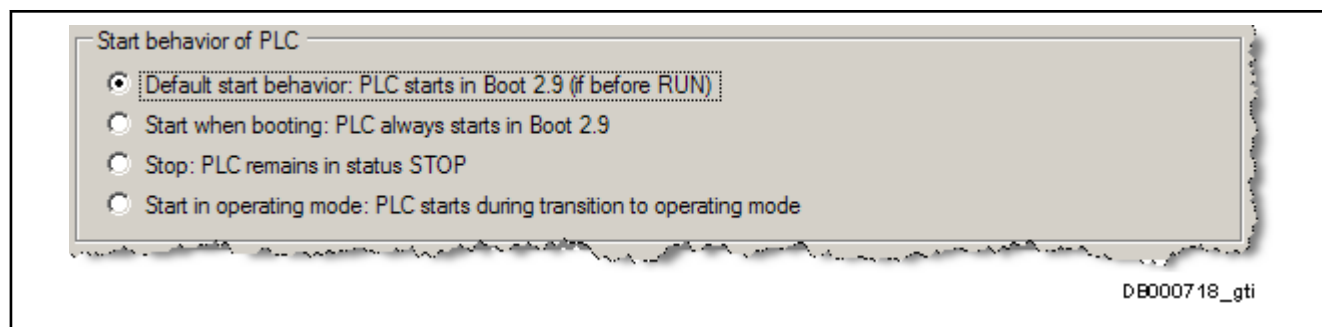 Start behavior of PLC
Default start behavior: PLC starts in Boot 2.9 (if before RUN)
Start when booting: PLC always starts in Boot 2.9
Stop: PLC remains in status STOP
Start in operating mode: PLC starts during transition to operating mode
DB000718_gti